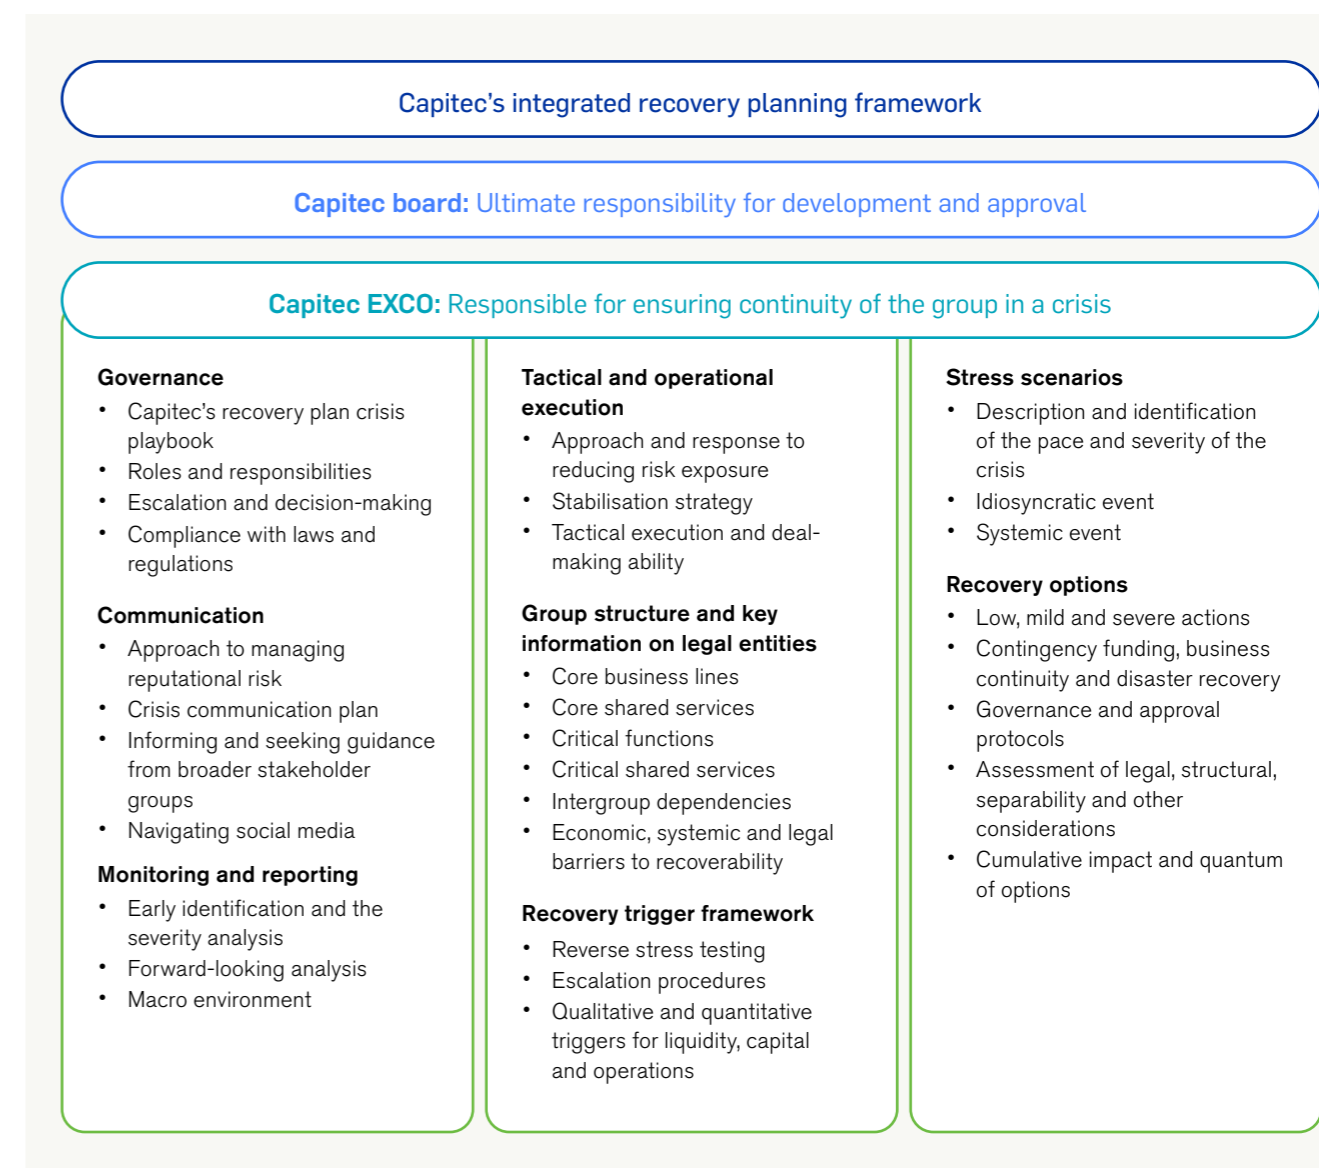 Capitec’s integrated recovery planning framework
Capitec board: Ultimate responsibility for development and approval
Capitec EXCO: Responsible for ensuring continuity of the group in a crisis
Governance
• Capitec’s recovery plan crisis
playbook
• Roles and responsibilities
• Escalation and decision-making
• Compliance with laws and
regulations
Communication
• Approach to managing
reputational risk
• Crisis communication plan
• Informing and seeking guidance
from broader stakeholder
groups
• Navigating social media
Monitoring and reporting
• Early identification and the
severity analysis
• Forward-looking analysis
• Macro environment
Tactical and operational
execution
• Approach and response to
reducing risk exposure
• Stabilisation strategy
• Tactical execution and deal-
making ability
Group structure and key
information on legal entities
• Core business lines
• Core shared services
• Critical functions
• Critical shared services
• Intergroup dependencies
• Economic, systemic and legal
barriers to recoverability
Recovery trigger framework
• Reverse stress testing
• Escalation procedures
• Qualitative and quantitative
triggers for liquidity, capital
and operations
Stress scenarios
• Description and identification
of the pace and severity of the
crisis
• Idiosyncratic event
• Systemic event
Recovery options
• Low, mild and severe actions
• Contingency funding, business
continuity and disaster recovery
• Governance and approval
protocols
• Assessment of legal, structural,
separability and other
considerations
• Cumulative impact and quantum
of options